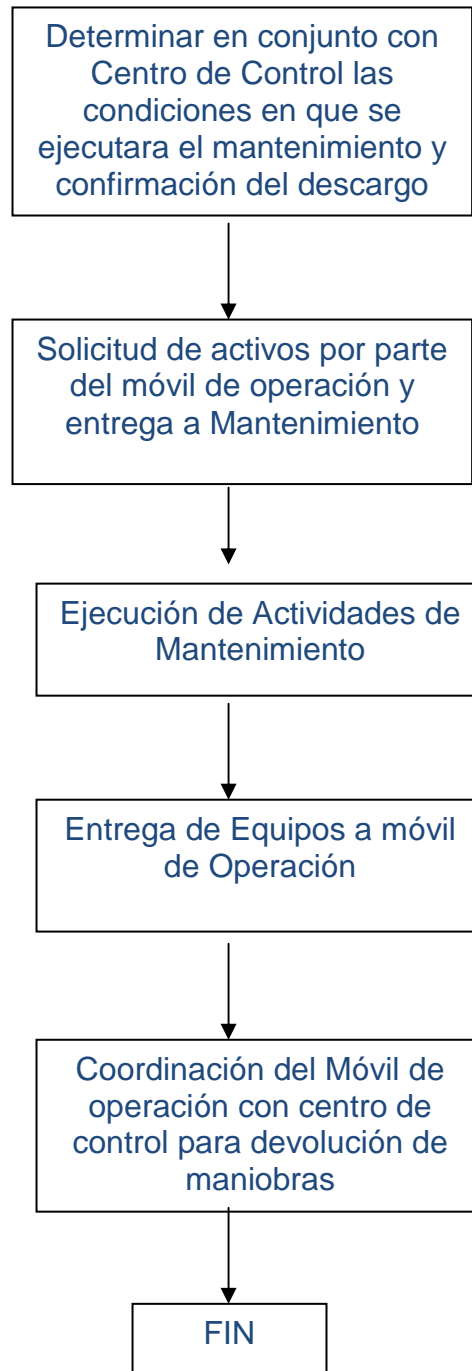 Determinar en conjunto con
Centro de Control las
condiciones en que se
ejecutara el mantenimiento y
confirmación del descargo
Solicitud de activos por parte
del móvil de operación y
entrega a Mantenimiento
Ejecución de Actividades de
Mantenimiento
Entrega de Equipos a móvil
de Operación
Coordinación del Móvil de
operación con centro de
control para devolución de
maniobras
FIN